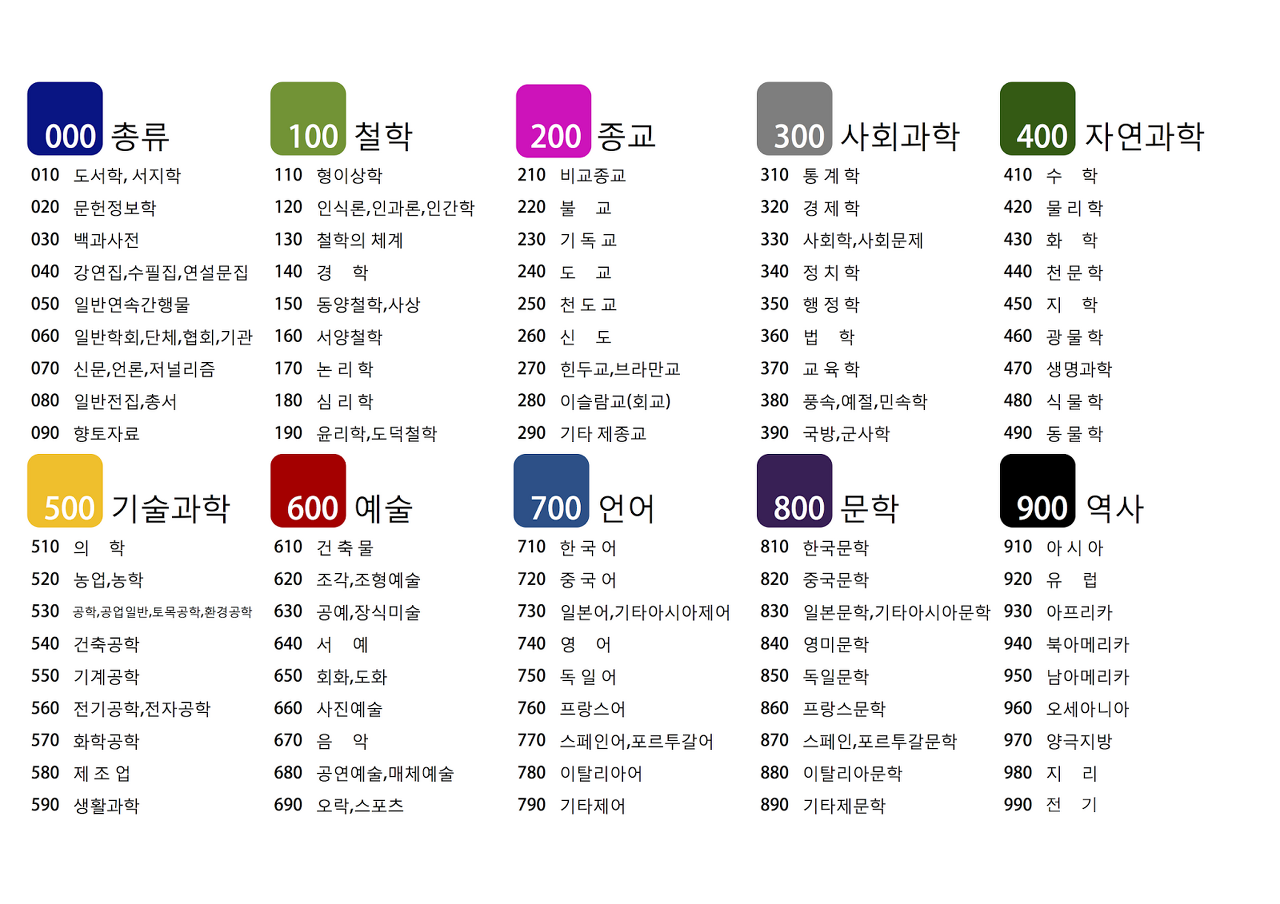 000 총류
010 도서학, 서지학
020 문헌정보학
030 백과사전
040 강연집,수필집,연설문집
050 일반연속간행물
060 일반학회,단체,협회,기관
070 신문,언론,저널리즘
080 일반전집,총서
090 향토자료
100 철학
110 형이상학
120 인식론,인과론,인간학
130 철학의 체계
140 경 학
150 동양철학,사상
160 서양철학
170 논 리 학
180 심 리 학
190 윤리학,도덕철학
200 종교
210 비교종교
220 불 교
230 기 독 교
240 도 교
250 천 도 교
260 신 도
270 힌두교,브라만교
280 이슬람교(회교)
290 기타 제종교
300 사회과학
310 통 계 학
320 경 제 학
330 사회학,사회문제
340 정 치 학
350 행 정 학
360 법 학
370 교 육 학
380 풍속,예절,민속학
390 국방,군사학
400 자연과학
410 수 학
420 물 리 학
430 화 학
440 천 문 학
450 지 학
460 광 물 학
470 생명과학
480 식 물 학
490 동 물 학
500 기술과학
510 의 학
520 농업,농학
530 공학,공업일반,토목공학,환경공학
540 건축공학
550 기계공학
560 전기공학,전자공학
570 화학공학
580 제 조 업
590 생활과학
600 예술
610 건 축 물
620 조각,조형예술
630 공예,장식미술
640 서 예
650 회화,도화
660 사진예술
670 음 악
680 공연예술,매체예술
690 오락,스포츠
700 언어
710 한 국 어
720 중 국 어
730 일본어,기타아시아제어
740 영 어
750 독 일 어
760 프랑스어
770 스페인어,포르투갈어
780 이탈리아어
790 기타제어
800 문학
810 한국문학
820 중국문학
830 일본문학,기타아시아문학
840 영미문학
850 독일문학
860 프랑스문학
870 스페인,포르투갈문학
880 이탈리아문학
890 기타제문학
900 역사
910 아 시 아
920 유 럽
930 아프리카
940 북아메리카
950 남아메리카
960 오세아니아
970 양극지방
980 지 리
990 전 기